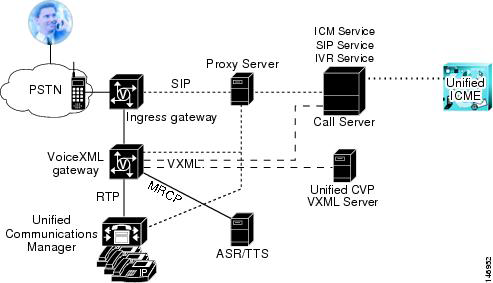 ICM Service
SIP Service
IVR Service
Proxy Server
PSTN
SIP
Unified
ICME
Ingress gateway
Call Server
VoiceXML
gateway
VXML
RTP
MRCP
Unified CVP
VXML Server
Unified
Communications
Manager
IP
ASR/TTS
146952